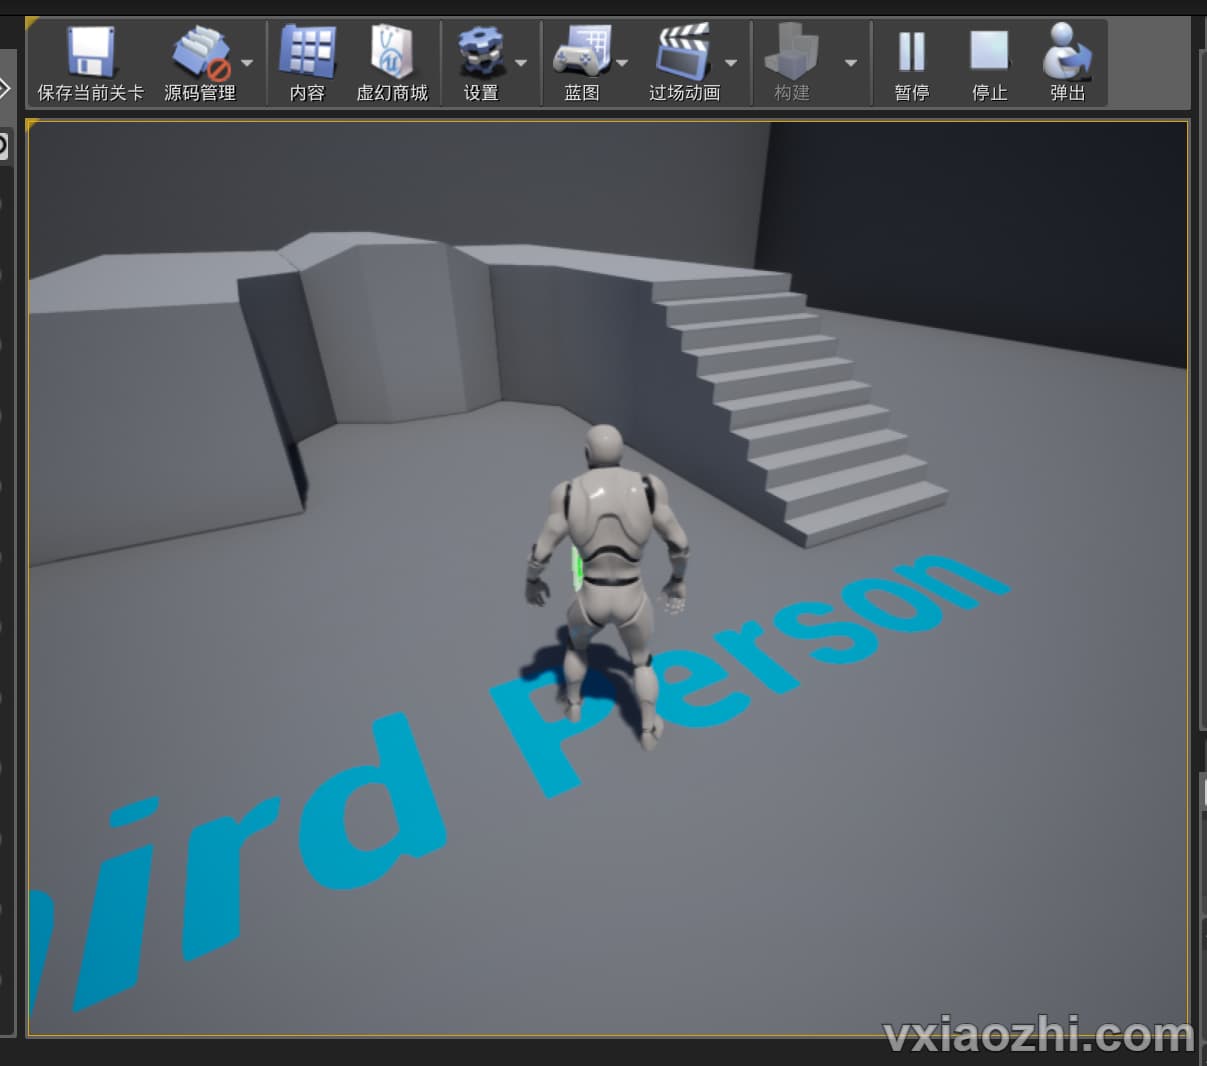 保存当前关卡 源码管理 内容 虚幻商城 设置 蓝图 过场动画 构建 暂停 停止 弹出
ird Person
vxiaozhi.com